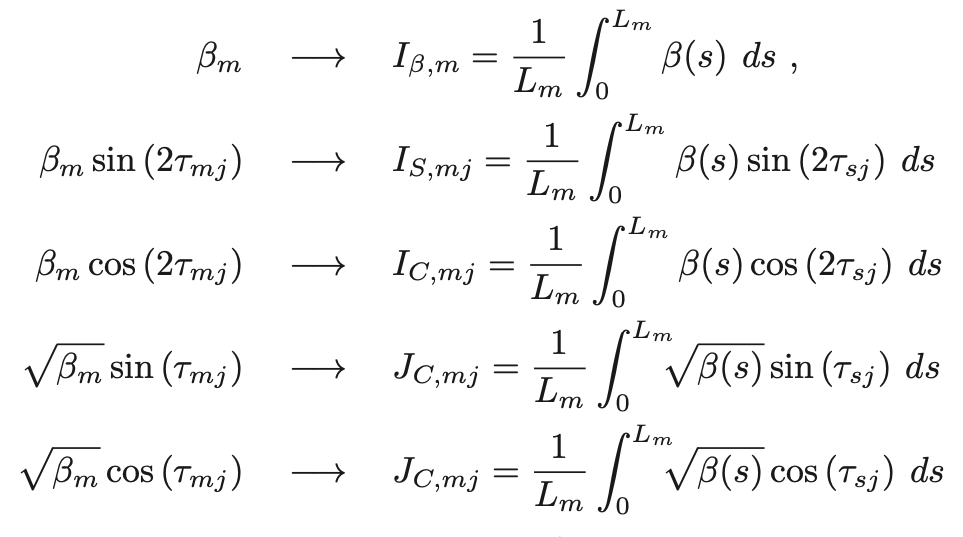 β_m ⟶ I_{β,m} = \frac{1}{L_m} \int_0^{L_m} β(s) ds ,
β_m sin (2τ_{mj}) ⟶ I_{S,mj} = \frac{1}{L_m} \int_0^{L_m} β(s) sin (2τ_{sj}) ds
β_m cos (2τ_{mj}) ⟶ I_{C,mj} = \frac{1}{L_m} \int_0^{L_m} β(s) cos (2τ_{sj}) ds
\sqrt{β_m} sin (τ_{mj}) ⟶ J_{C,mj} = \frac{1}{L_m} \int_0^{L_m} \sqrt{β(s)} sin (τ_{sj}) ds
\sqrt{β_m} cos (τ_{mj}) ⟶ J_{C,mj} = \frac{1}{L_m} \int_0^{L_m} \sqrt{β(s)} cos (τ_{sj}) ds